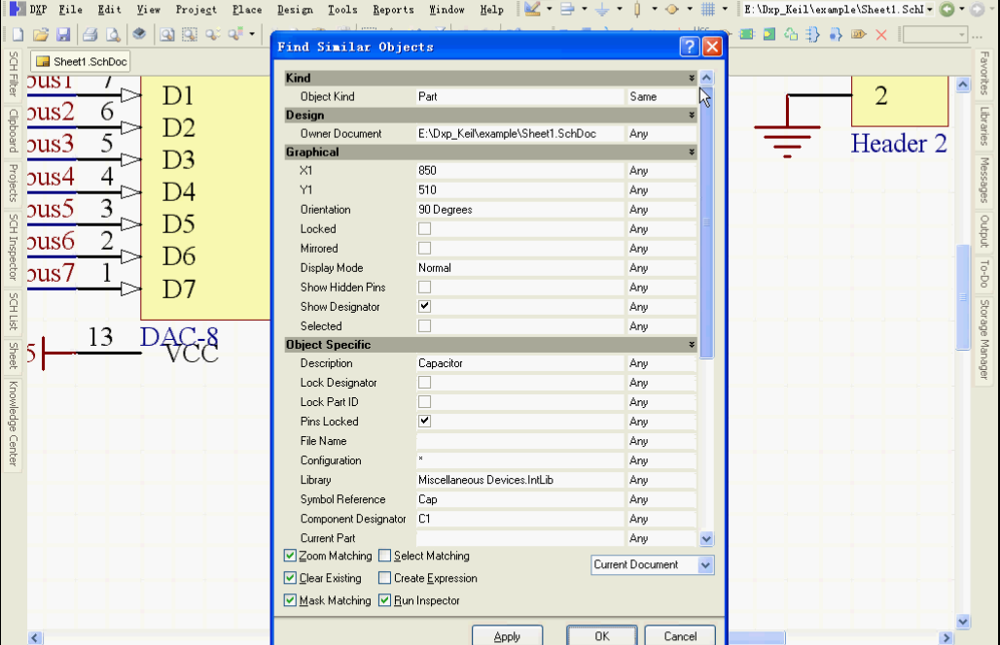 DXP File Edit View Project Place Design Tools Reports Window Help E:\Dxp_Keil\example\Sheet1.SchI
Sheet1.SchDoc
SCH Filter
Clipboard
Projects
SCH Inspector
SCH List
Sheet
Knowledge Center
7 D1
bus2 6 D2
bus3 5 D3
bus4 4 D4
bus5 3 D5
bus6 2 D6
bus7 1 D7
DAC-8
13 VCC
5
Find Similar Objects
Kind
Object Kind Part Same
Design
Owner Document E:\Dxp_Keil\example\Sheet1.SchDoc Any
Graphical
X1 850 Any
Y1 510 Any
Orientation 90 Degrees Any
Locked Any
Mirrored Any
Display Mode Normal Any
Show Hidden Pins Any
Show Designator Any
Selected Any
Object Specific
Description Capacitor Any
Lock Designator Any
Lock Part ID Any
Pins Locked Any
File Name Any
Configuration * Any
Library Miscellaneous Devices.IntLib Any
Symbol Reference Cap Any
Component Designator C1 Any
Current Part Any
Zoom Matching Select Matching Current Document
Clear Existing Create Expression
Mask Matching Run Inspector
Apply OK Cancel
2
Header 2
Favorites
Libraries
Messages
Output
To-Do
Storage Manager